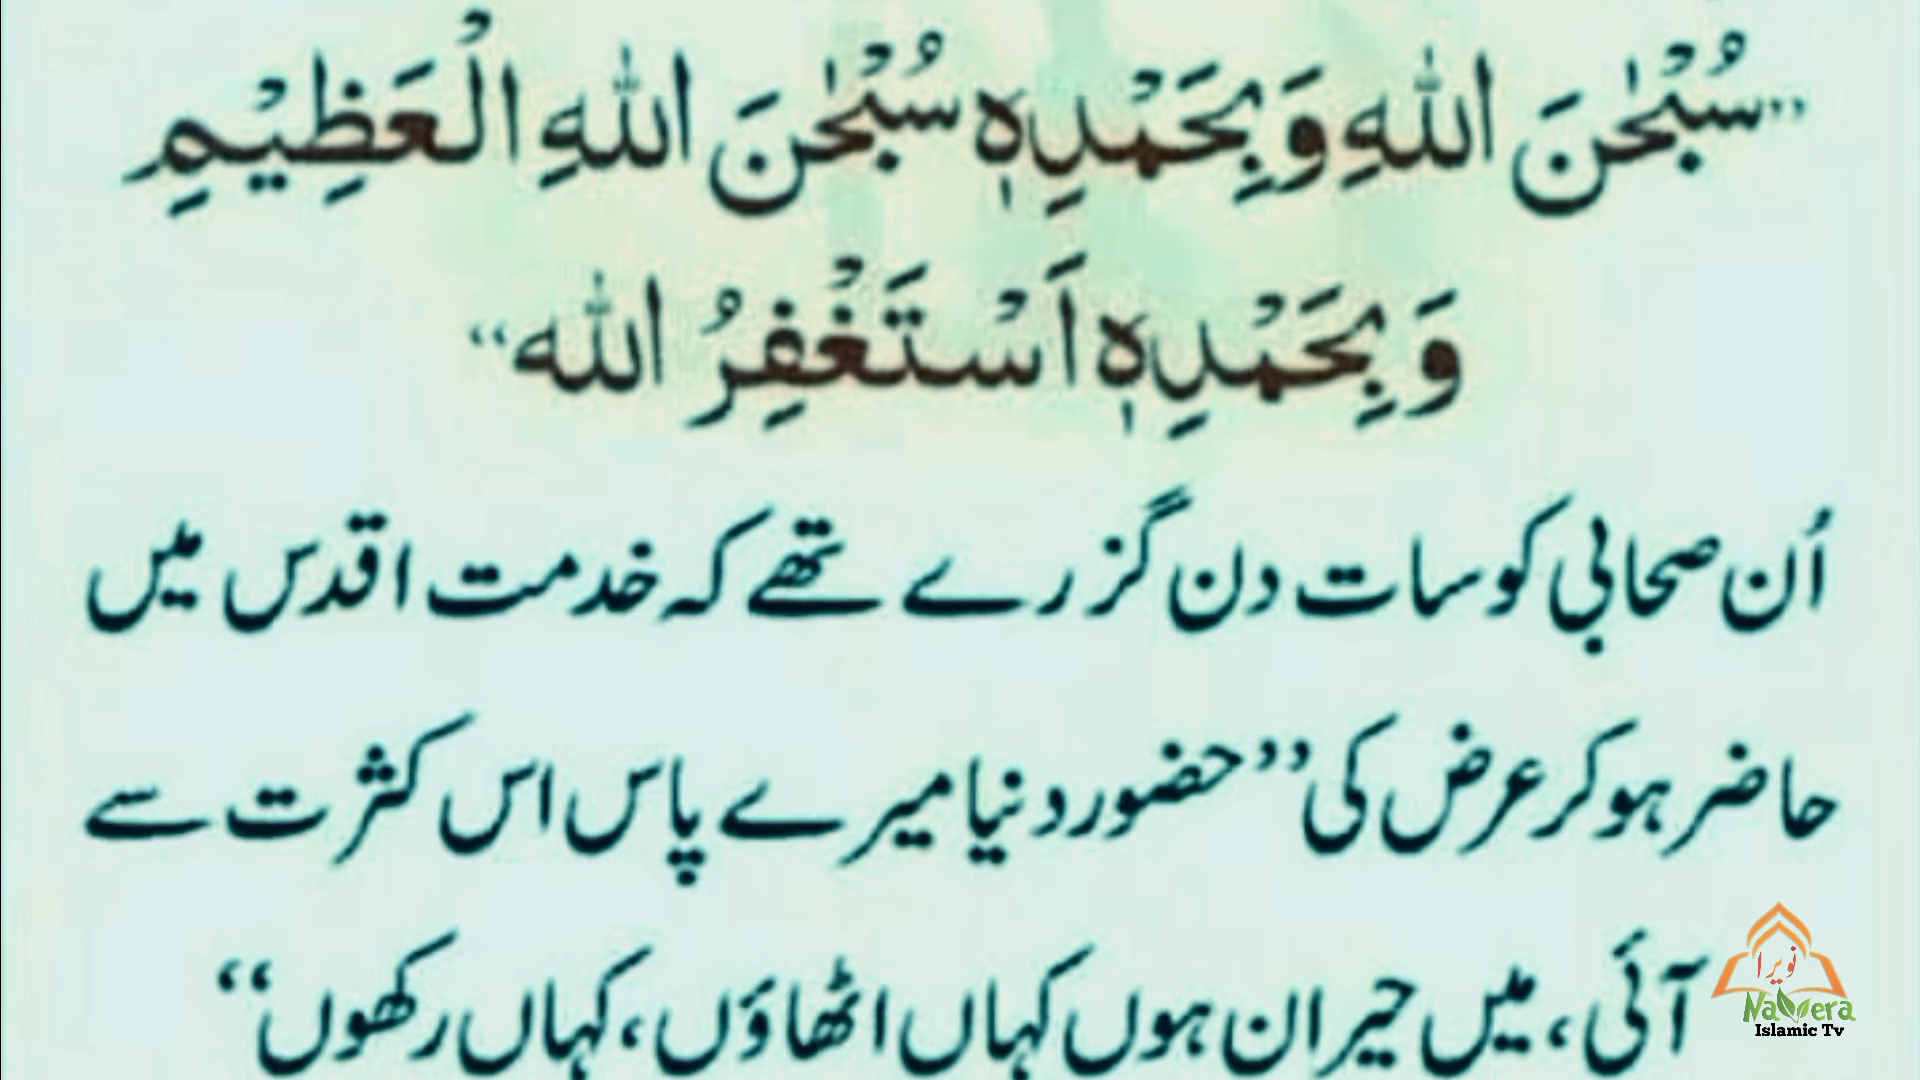 ”سُبْحٰنَ اللهِ وَبِحَمْدِہٖ سُبْحٰنَ اللهِ الْعَظِیْمِ
وَبِحَمْدِہٖ اَسْتَغْفِرُ الله“
اُن صحابی کو سات دن گزرے تھے کہ خدمت اقدس میں
حاضر ہو کر عرض کی ”حضور دنیا میرے پاس اس کثرت سے
آئی، میں حیران ہوں کہاں اٹھاؤں، کہاں رکھوں“
نویرا
Navera
Islamic Tv